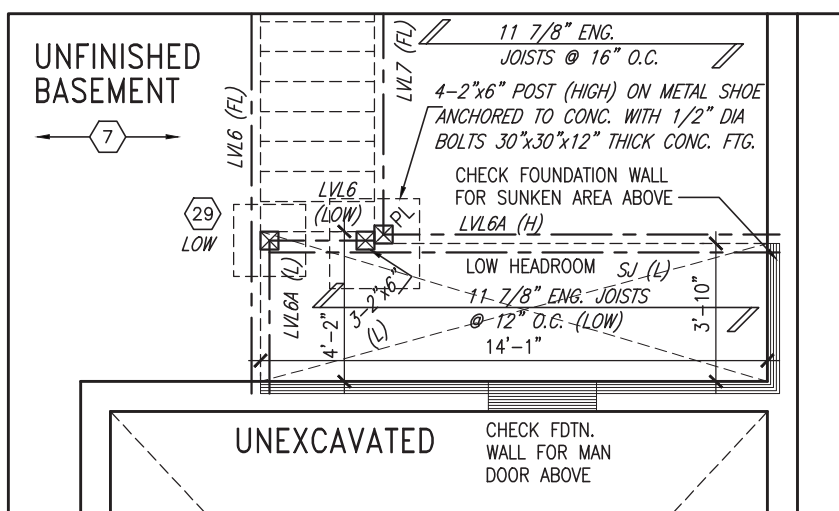 11 7/8" ENG.
JOISTS @ 16" O.C.
UNFINISHED
BASEMENT
7
LVL6 (FL)
LVL7 (FL)
4-2"x6" POST (HIGH) ON METAL SHOE
ANCHORED TO CONC. WITH 1/2" DIA
BOLTS 30"x30"x12" THICK CONC. FTG.
CHECK FOUNDATION WALL
FOR SUNKEN AREA ABOVE
29
LOW
LVL6
(LOW)
PL
LVL6A (H)
LOW HEADROOM
SJ (L)
LVL6A (L)
3-2"x6"
(L)
11 7/8" ENG. JOISTS
@ 12" O.C. (LOW)
4'-2"
3'-10"
14'-1"
UNEXCAVATED
CHECK FDTN.
WALL FOR MAN
DOOR ABOVE